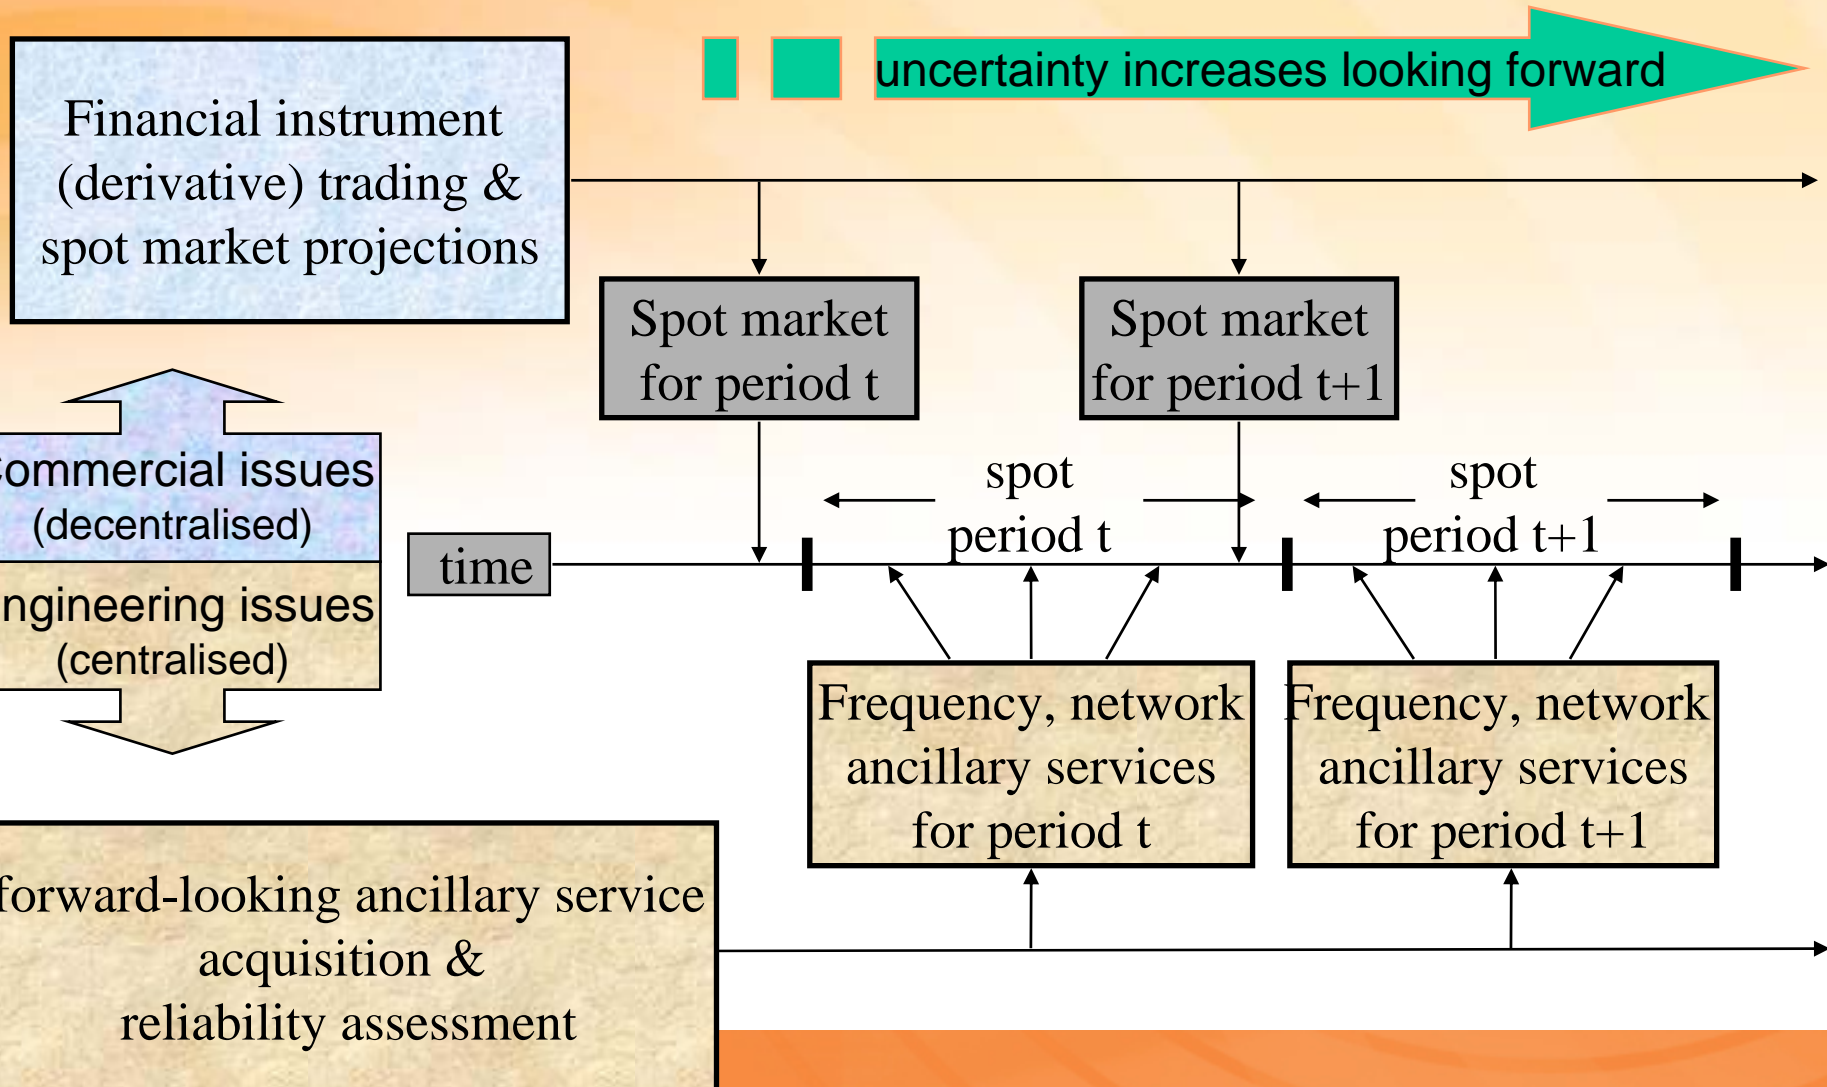 uncertainty increases looking forward
Financial instrument
(derivative) trading &
spot market projections
Spot market
for period t
Spot market
for period t+1
ommercial issues
(decentralised)
ngineering issues
(centralised)
time
spot
period t
spot
period t+1
Frequency, network
ancillary services
for period t
Frequency, network
ancillary services
for period t+1
forward-looking ancillary service
acquisition &
reliability assessment